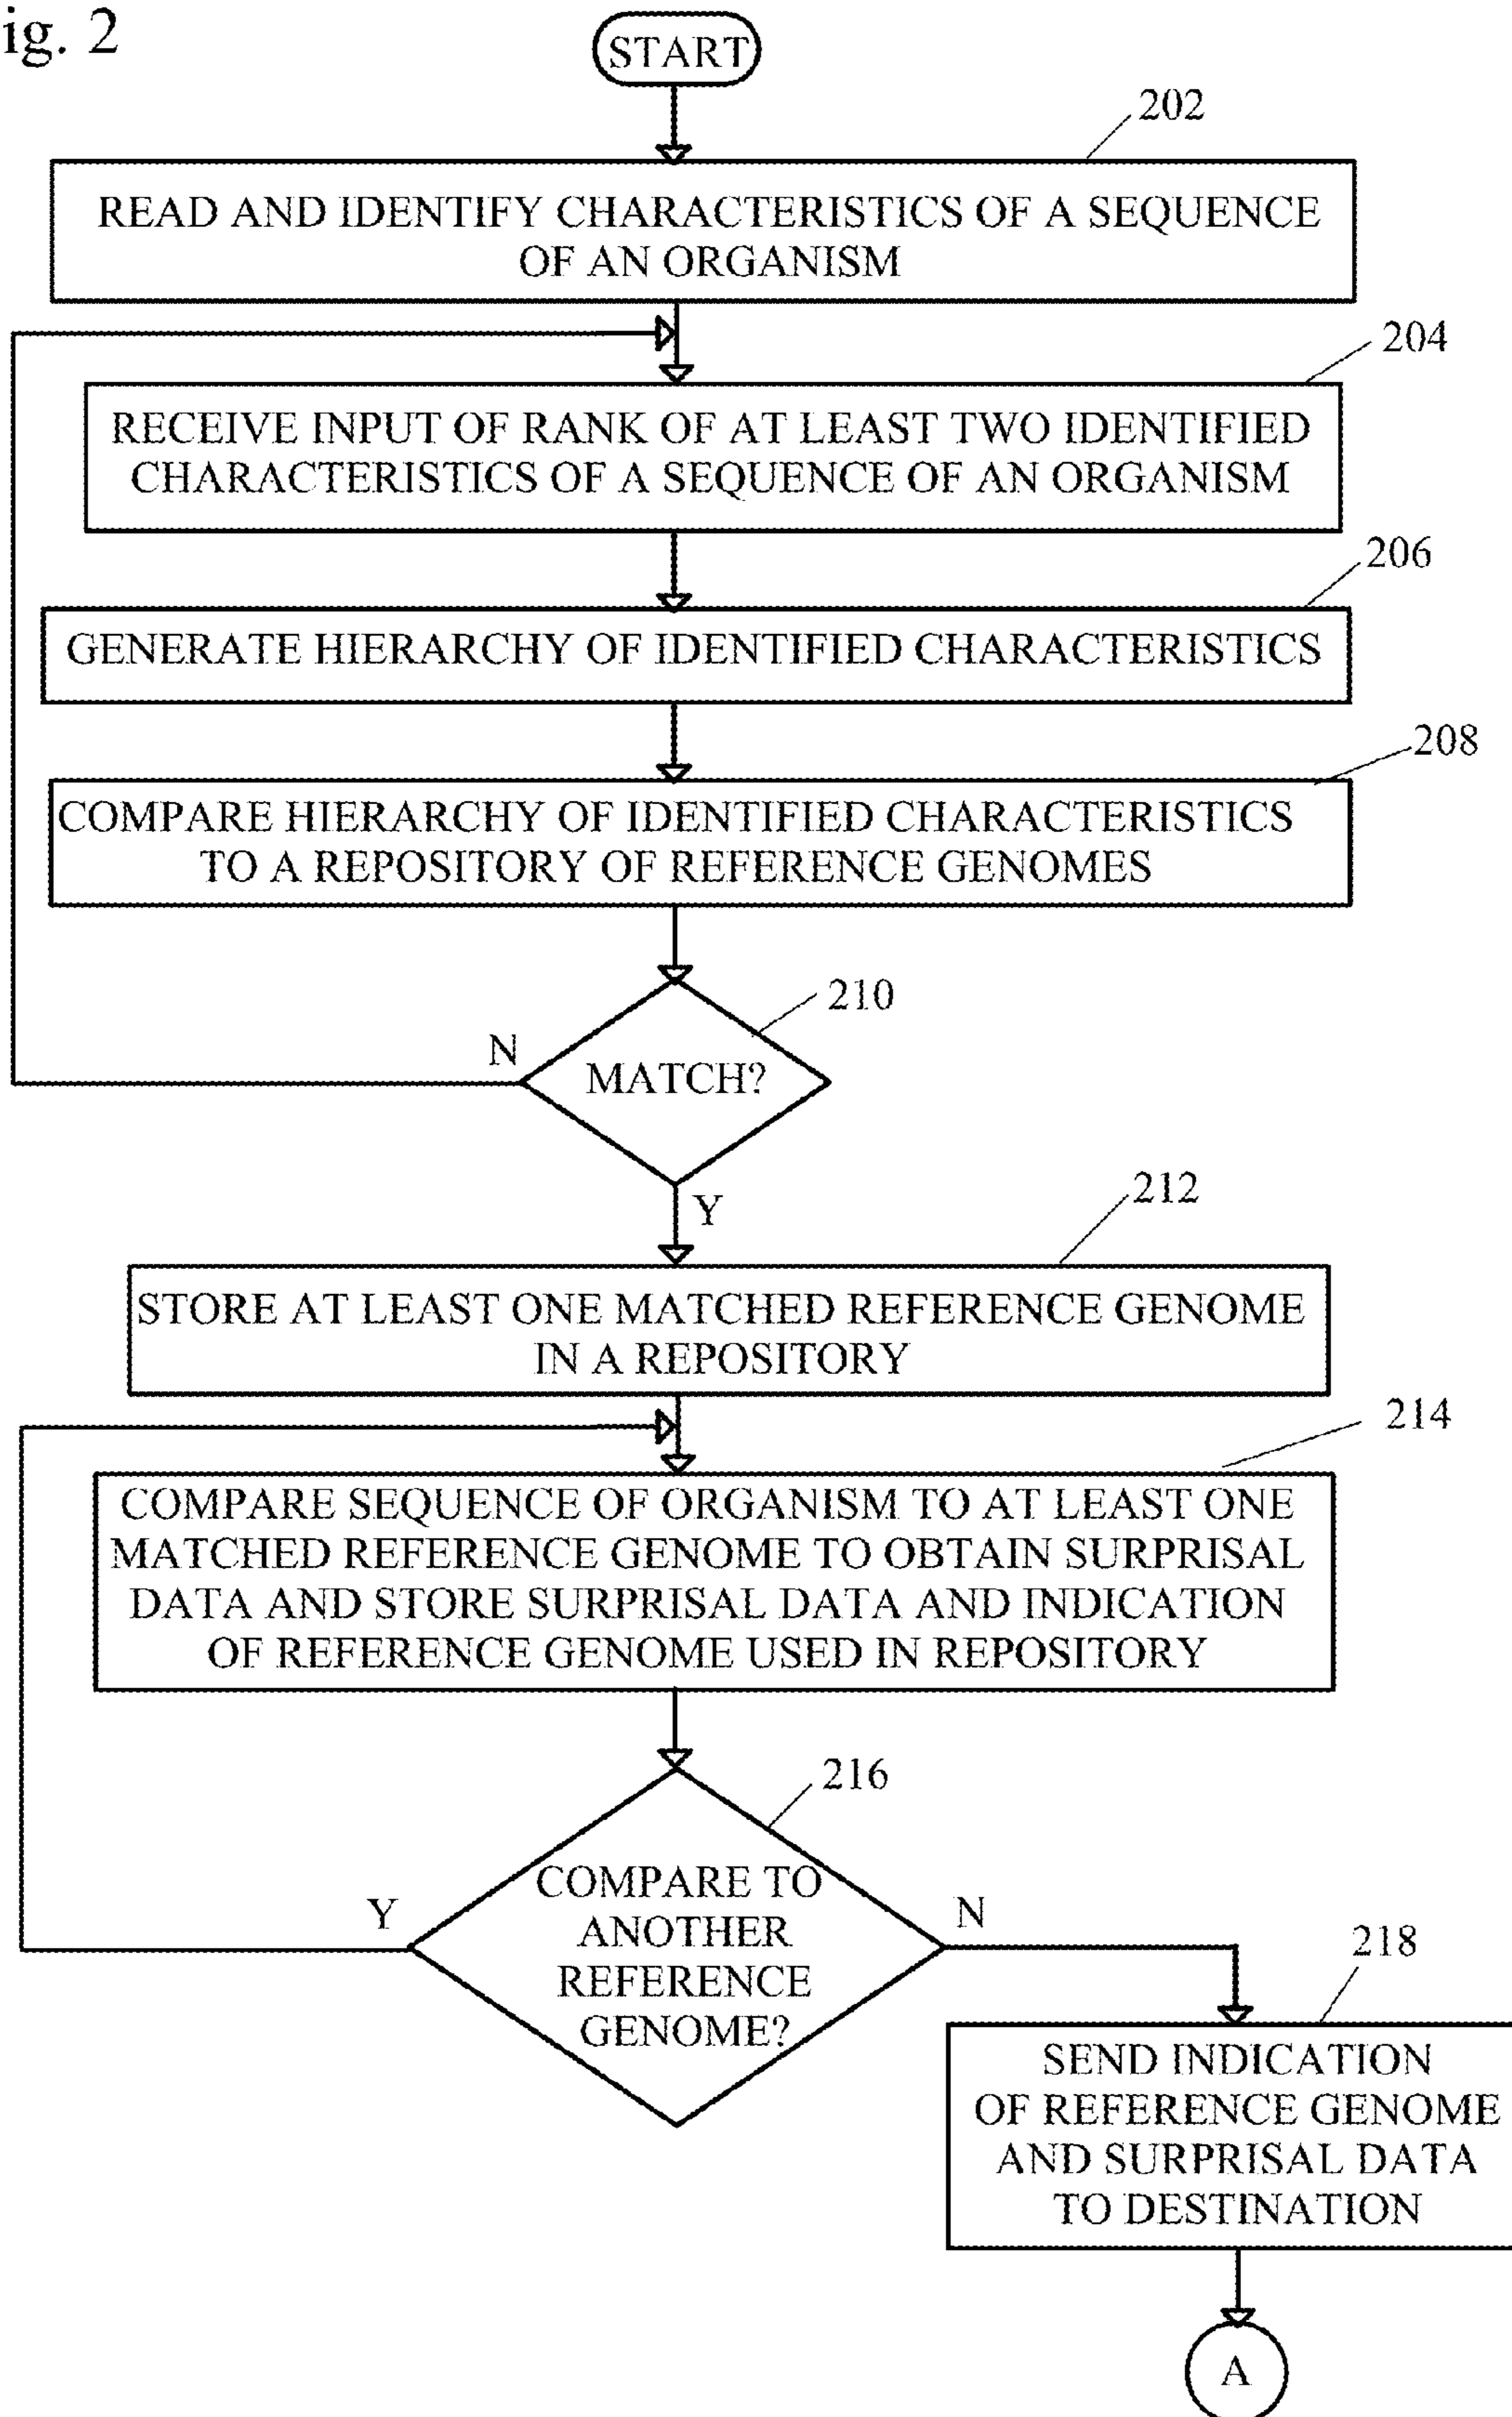 ig. 2
START
202
READ AND IDENTIFY CHARACTERISTICS OF A SEQUENCE
OF AN ORGANISM
204
RECEIVE INPUT OF RANK OF AT LEAST TWO IDENTIFIED
CHARACTERISTICS OF A SEQUENCE OF AN ORGANISM
206
GENERATE HIERARCHY OF IDENTIFIED CHARACTERISTICS
208
COMPARE HIERARCHY OF IDENTIFIED CHARACTERISTICS
TO A REPOSITORY OF REFERENCE GENOMES
210
N
MATCH?
Y
212
STORE AT LEAST ONE MATCHED REFERENCE GENOME
IN A REPOSITORY
214
COMPARE SEQUENCE OF ORGANISM TO AT LEAST ONE
MATCHED REFERENCE GENOME TO OBTAIN SURPRISAL
DATA AND STORE SURPRISAL DATA AND INDICATION
OF REFERENCE GENOME USED IN REPOSITORY
216
Y
COMPARE TO
ANOTHER
REFERENCE
GENOME?
N
218
SEND INDICATION
OF REFERENCE GENOME
AND SURPRISAL DATA
TO DESTINATION
A